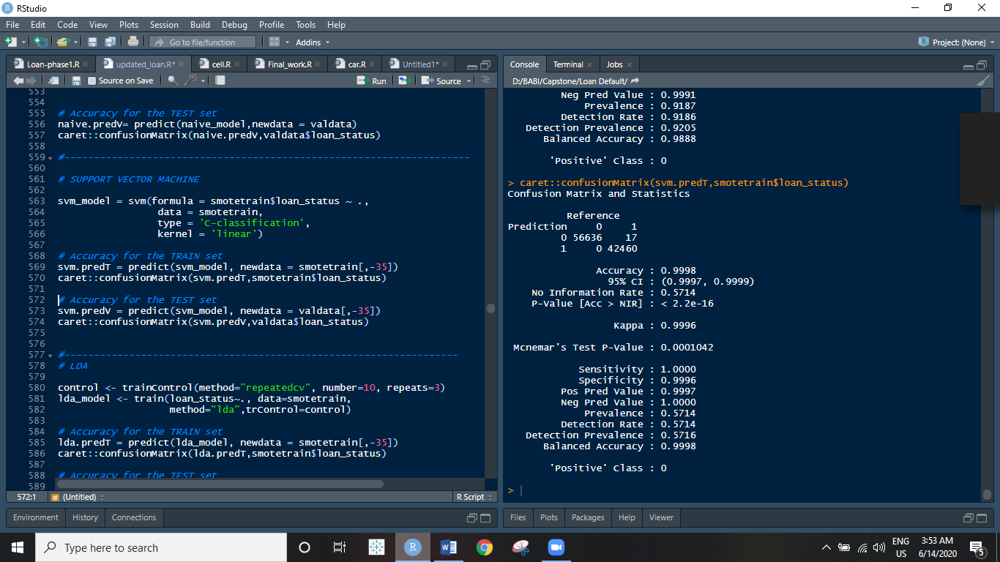 RStudio
File Edit Code View Plots Session Build Debug Profile Tools Help
Go to file/function Addins Project: (None)
Loan-phase1.R updated_loan.R* cell.R Final_work.R car.R Untitled1*
Source on Save Run Source
553
554
555 # Accuracy for the TEST set
556 naive.predV= predict(naive_model,newdata = valdata)
557 caret::confusionMatrix(naive.predV,valdata$loan_status)
558
559 #---------------------------------------------------------------------
560
561 # SUPPORT VECTOR MACHINE
562
563 svm_model = svm(formula = smotetrain$loan_status ~ .,
564 data = smotetrain,
565 type = 'C-classification',
566 kernel = 'linear')
567
568 # Accuracy for the TRAIN set
569 svm.predT = predict(svm_model, newdata = smotetrain[,-35])
570 caret::confusionMatrix(svm.predT,smotetrain$loan_status)
571
572 # Accuracy for the TEST set
573 svm.predV = predict(svm_model, newdata = valdata[,-35])
574 caret::confusionMatrix(svm.predV,valdata$loan_status)
575
576
577 #-------------------------------------------------------------------
578 # LDA
579
580 control <- trainControl(method="repeatedcv", number=10, repeats=3)
581 lda_model <- train(loan_status~., data=smotetrain,
582 method="lda",trControl=control)
583
584 # Accuracy for the TRAIN set
585 lda.predT = predict(lda_model, newdata = smotetrain[,-35])
586 caret::confusionMatrix(lda.predT,smotetrain$loan_status)
587
588 # Accuracy for the TEST set
589
572:1 # (Untitled) R Script
Environment History Connections
Console Terminal Jobs
D:/BABI/Capstone/Loan Default/
Neg Pred Value : 0.9991
Prevalence : 0.9187
Detection Rate : 0.9186
Detection Prevalence : 0.9205
Balanced Accuracy : 0.9888
'Positive' Class : 0
> caret::confusionMatrix(svm.predT,smotetrain$loan_status)
Confusion Matrix and Statistics
Reference
Prediction 0 1
0 56636 17
1 0 42460
Accuracy : 0.9998
95% CI : (0.9997, 0.9999)
No Information Rate : 0.5714
P-Value [Acc > NIR] : < 2.2e-16
Kappa : 0.9996
Mcnemar's Test P-Value : 0.0001042
Sensitivity : 1.0000
Specificity : 0.9996
Pos Pred Value : 0.9997
Neg Pred Value : 1.0000
Prevalence : 0.5714
Detection Rate : 0.5714
Detection Prevalence : 0.5716
Balanced Accuracy : 0.9998
'Positive' Class : 0
>
Files Plots Packages Help Viewer
Type here to search
ENG
US
3:53 AM
6/14/2020
5